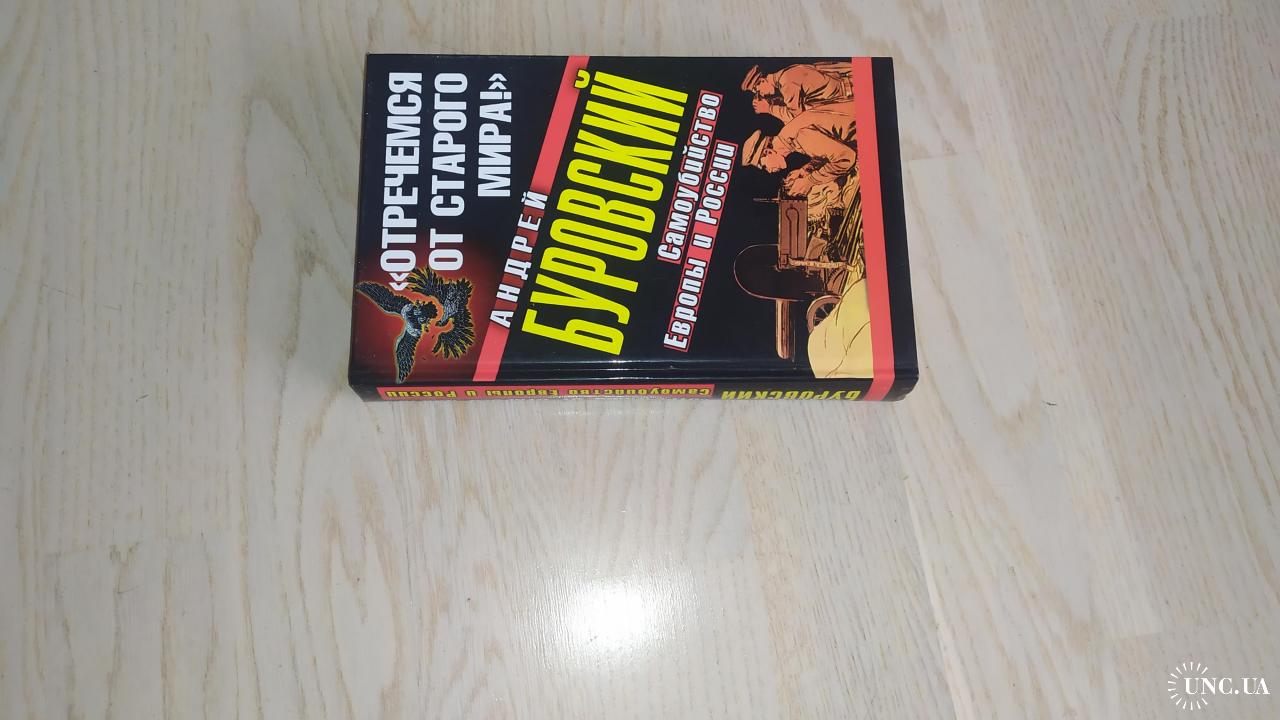 «ОТРЕЧЕМСЯ
ОТ СТАРОГО
МИРА!»
АНДРЕЙ
БУРОВСКИЙ
Самоубийство
Европы и России
БУРОВСКИЙ Самоубийство Европы и России
UNC.UA